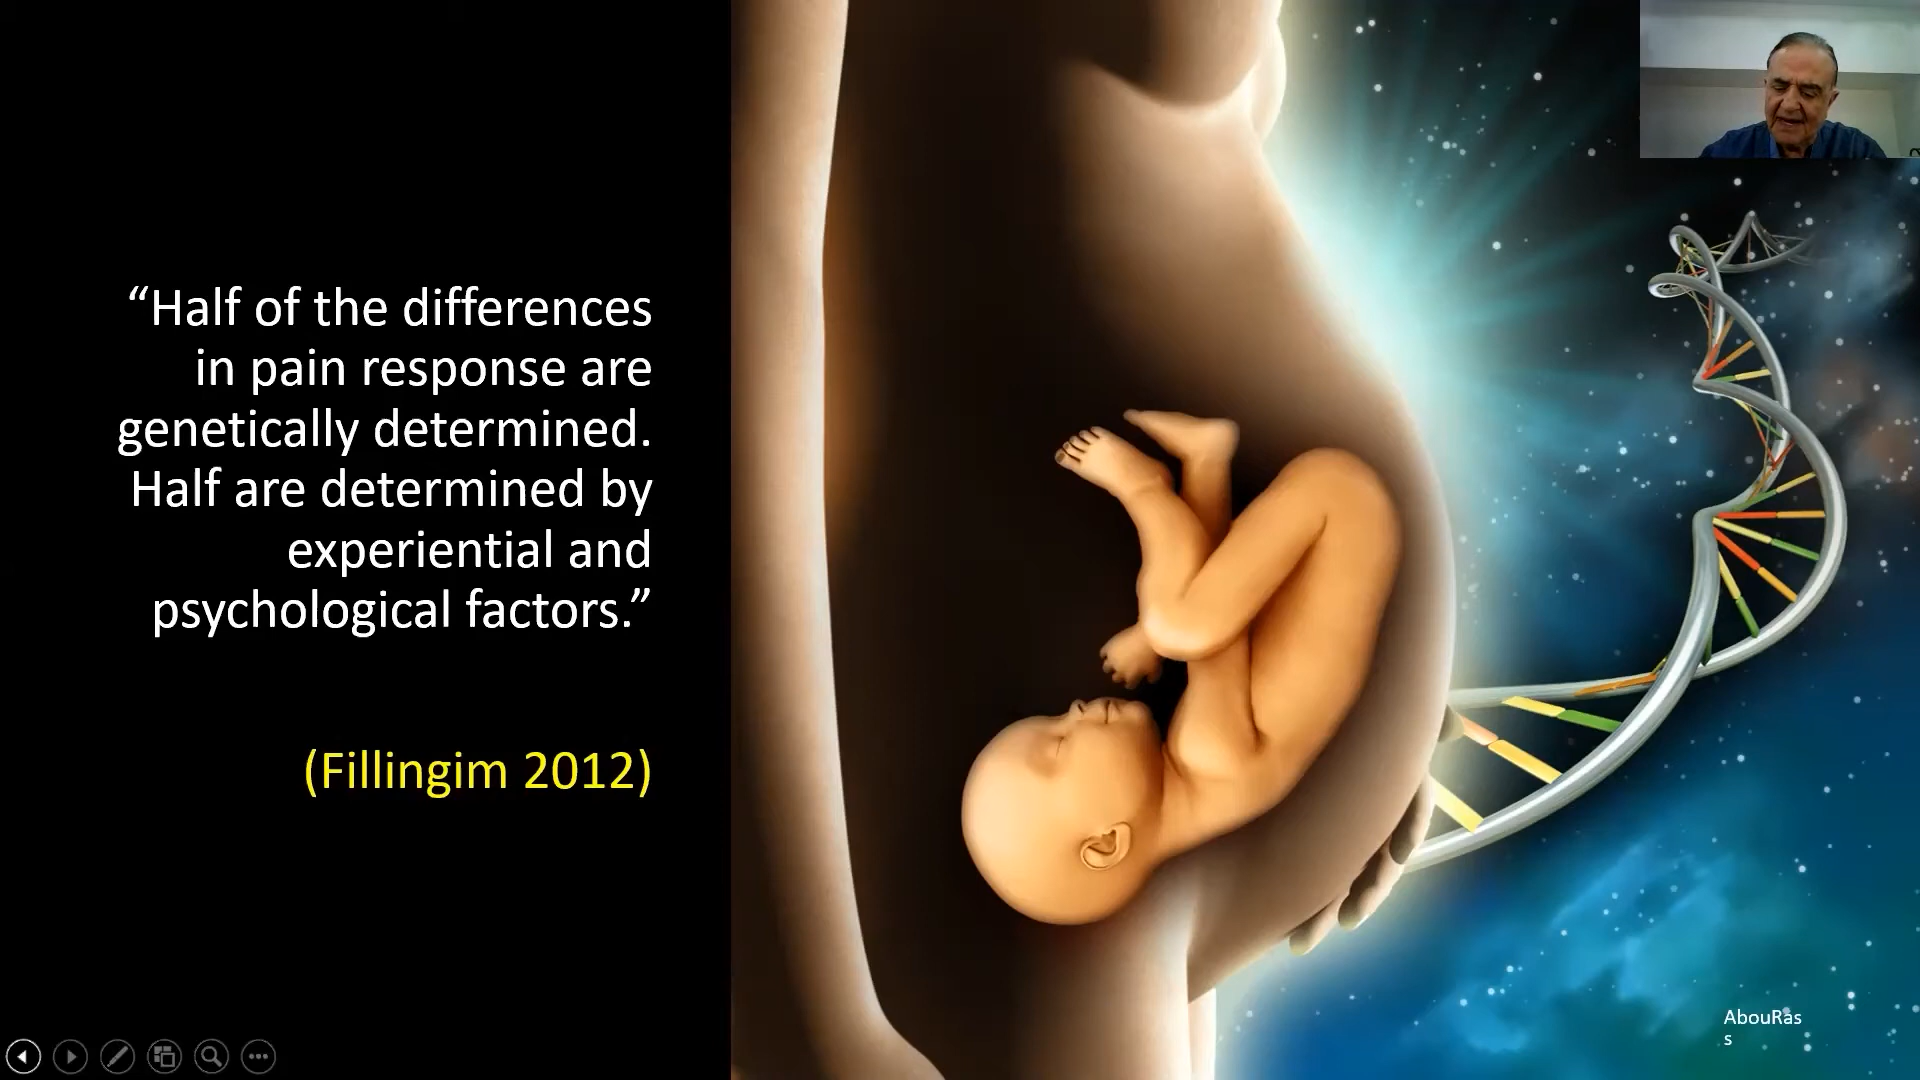 “Half of the differences
in pain response are
genetically determined.
Half are determined by
experiential and
psychological factors.”
(Fillingim 2012)
AbouRas
s